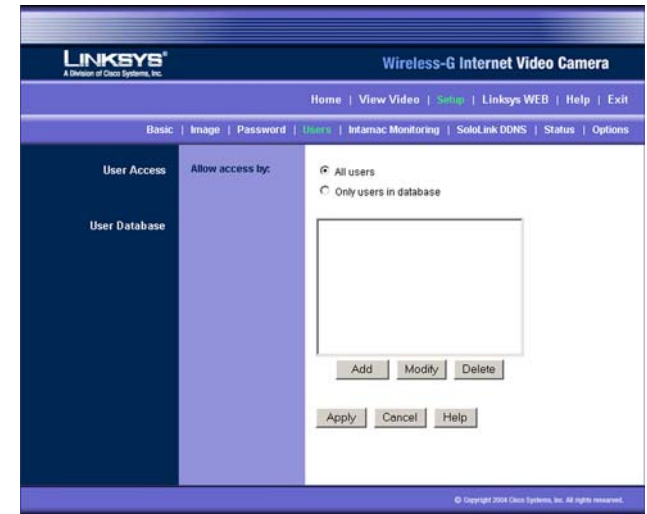 LINKSYS®
A Division of Cisco Systems, Inc.
Wireless-G Internet Video Camera
Home | View Video | Setup | Linksys WEB | Help | Exit
Basic | Image | Password | Users | Intamac Monitoring | SoloLink DDNS | Status | Options
User Access
Allow access by:
All users
Only users in database
User Database
Add Modify Delete
Apply Cancel Help
© Copyright 2004 Cisco Systems, Inc. All rights reserved.